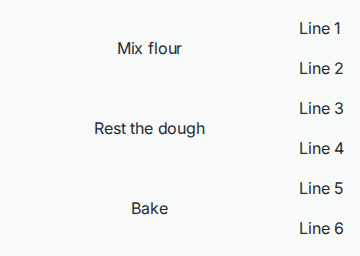 Mix flour
Rest the dough
Bake
Line 1
Line 2
Line 3
Line 4
Line 5
Line 6